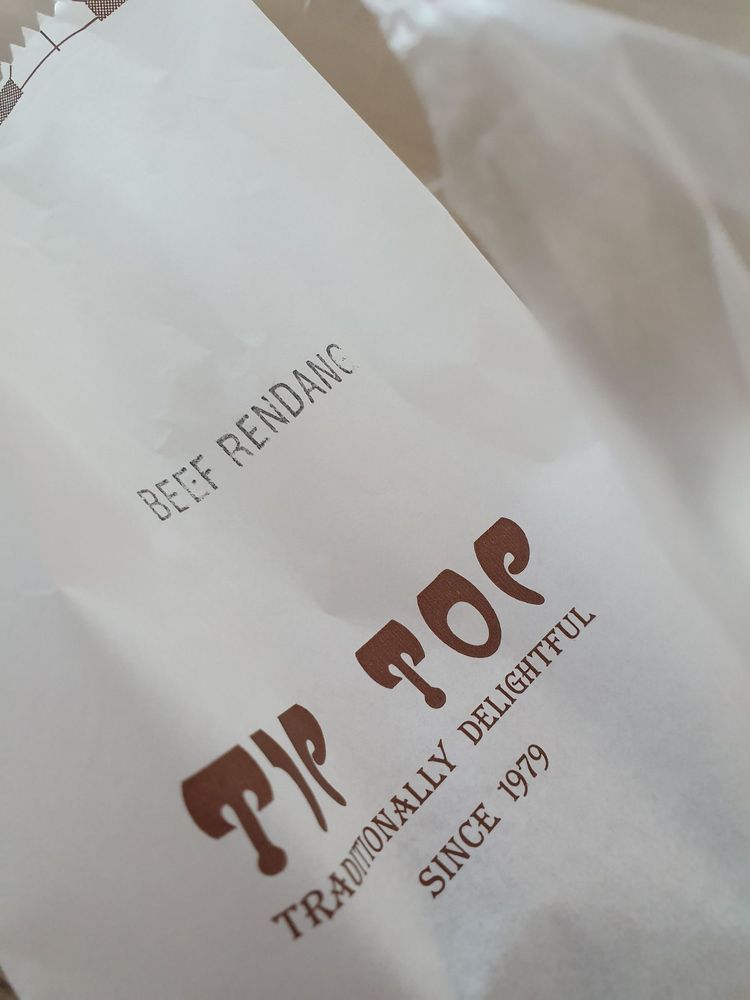 BEEF RENDANG
TIP TOP
TRADITIONALLY DELIGHTFUL
SINCE 1979